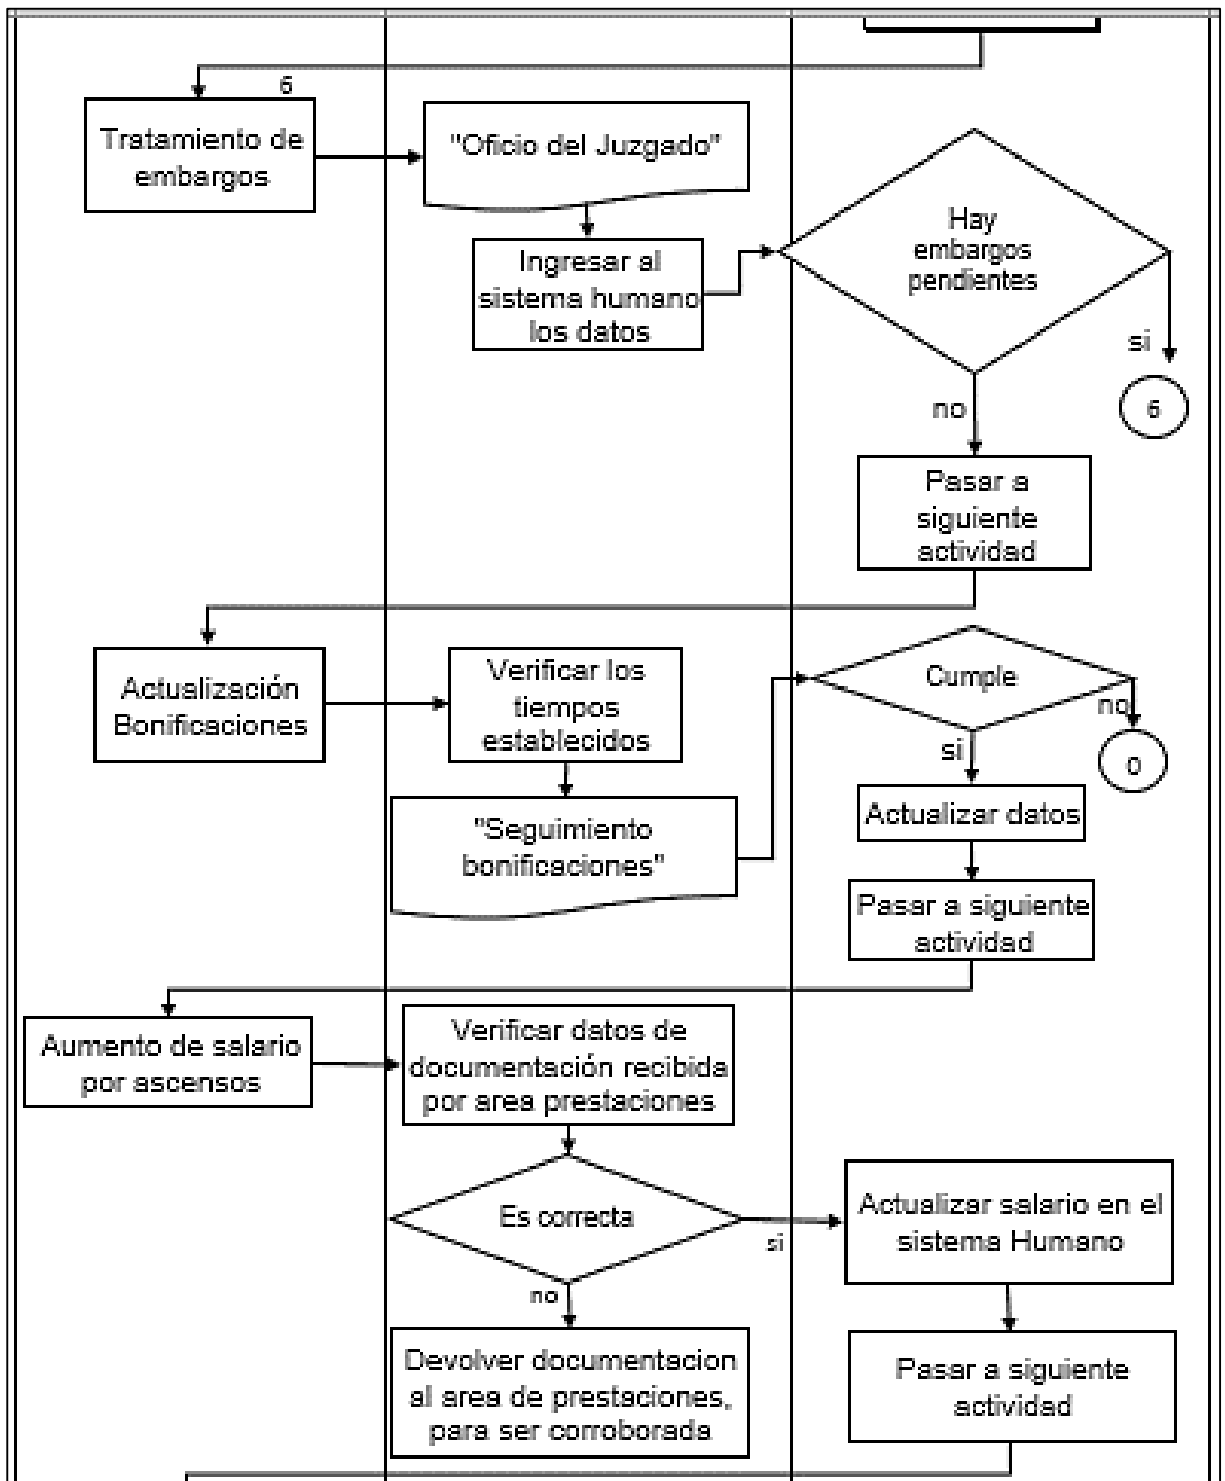 6
Tratamiento de
embargos
"Oficio del Juzgado"
Ingresar al
sistema humano
los datos
Hay
embargos
pendientes
si
6
no
Pasar a
siguiente
actividad
Actualización
Bonificaciones
Verificar los
tiempos
establecidos
"Seguimiento
bonificaciones"
Cumple
no
0
si
Actualizar datos
Pasar a siguiente
actividad
Aumento de salario
por ascensos
Verificar datos de
documentación recibida
por area prestaciones
Es correcta
si
no
Devolver documentacion
al area de prestaciones,
para ser corroborada
Actualizar salario en el
sistema Humano
Pasar a siguiente
actividad